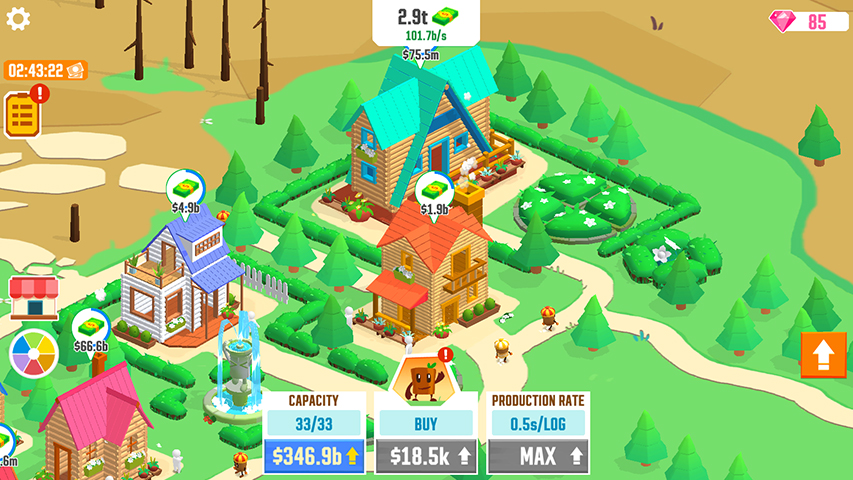 2.9t
101.7b/s
$75.5m
85
02:43:22
!
$4.9b
$1.9b
$66.6b
.6m
!
CAPACITY
33/33
$346.9b
BUY
$18.5k
PRODUCTION RATE
0.5s/LOG
MAX